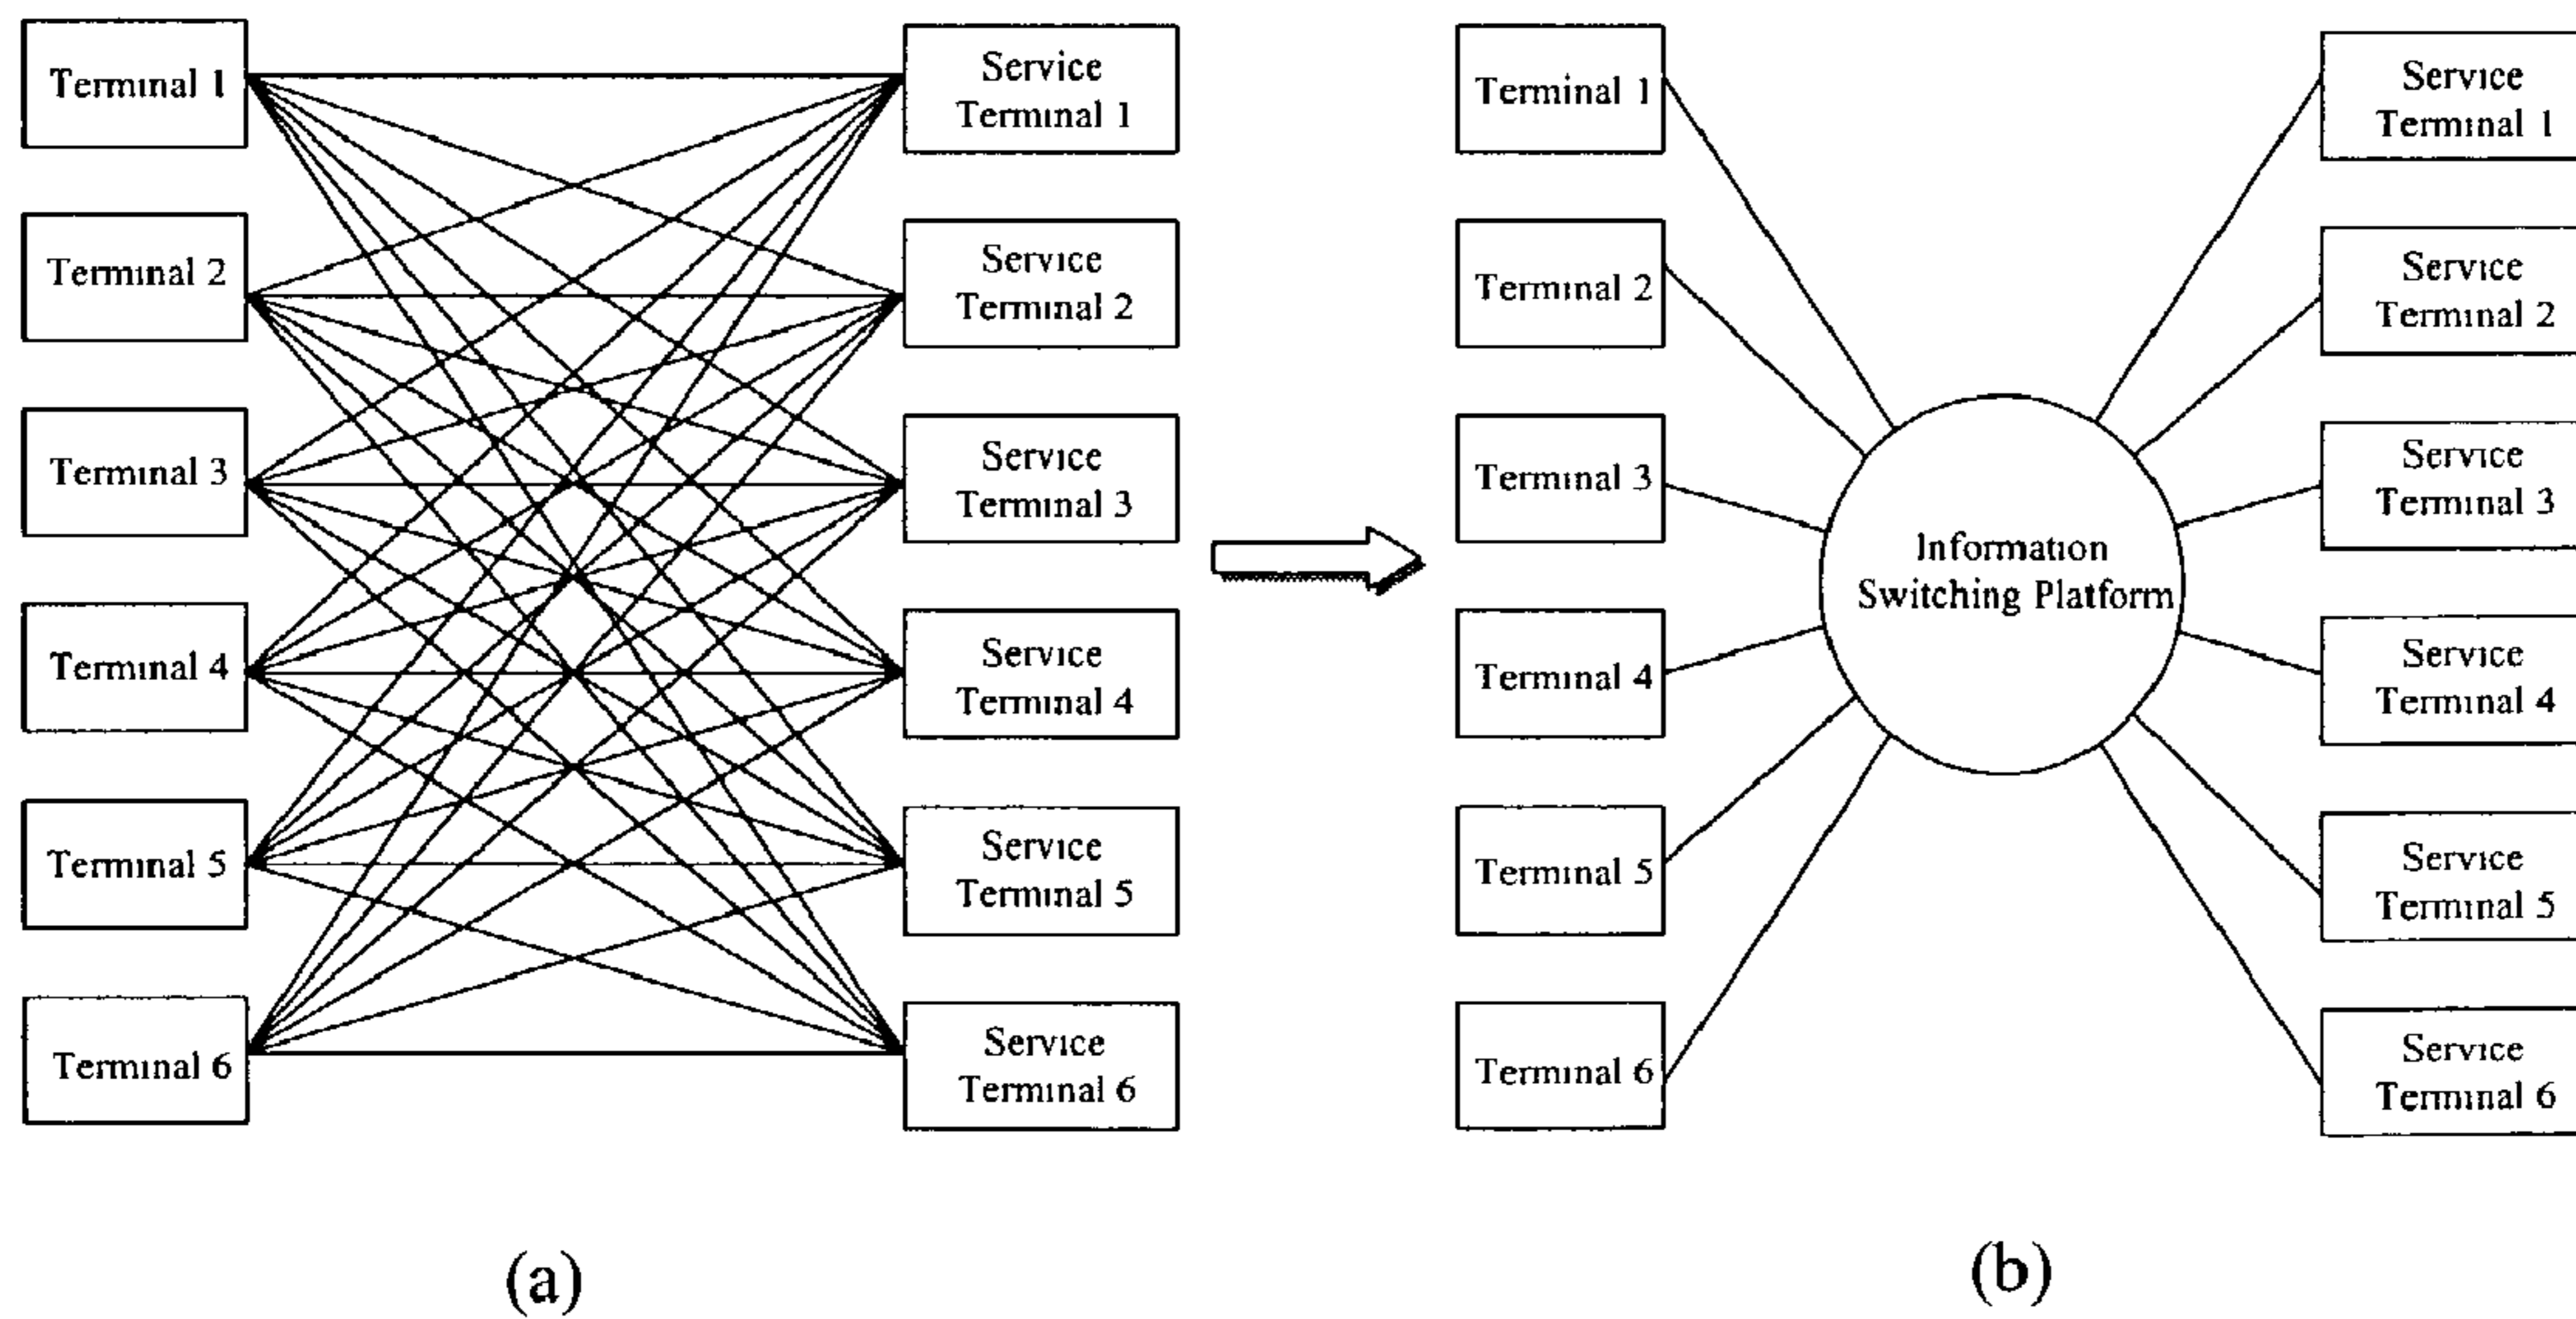 Terminal 1
Terminal 2
Terminal 3
Terminal 4
Terminal 5
Terminal 6
Service
Terminal 1
Service
Terminal 2
Service
Terminal 3
Service
Terminal 4
Service
Terminal 5
Service
Terminal 6
(a)
Terminal 1
Terminal 2
Terminal 3
Terminal 4
Terminal 5
Terminal 6
Information
Switching Platform
Service
Terminal 1
Service
Terminal 2
Service
Terminal 3
Service
Terminal 4
Service
Terminal 5
Service
Terminal 6
(b)